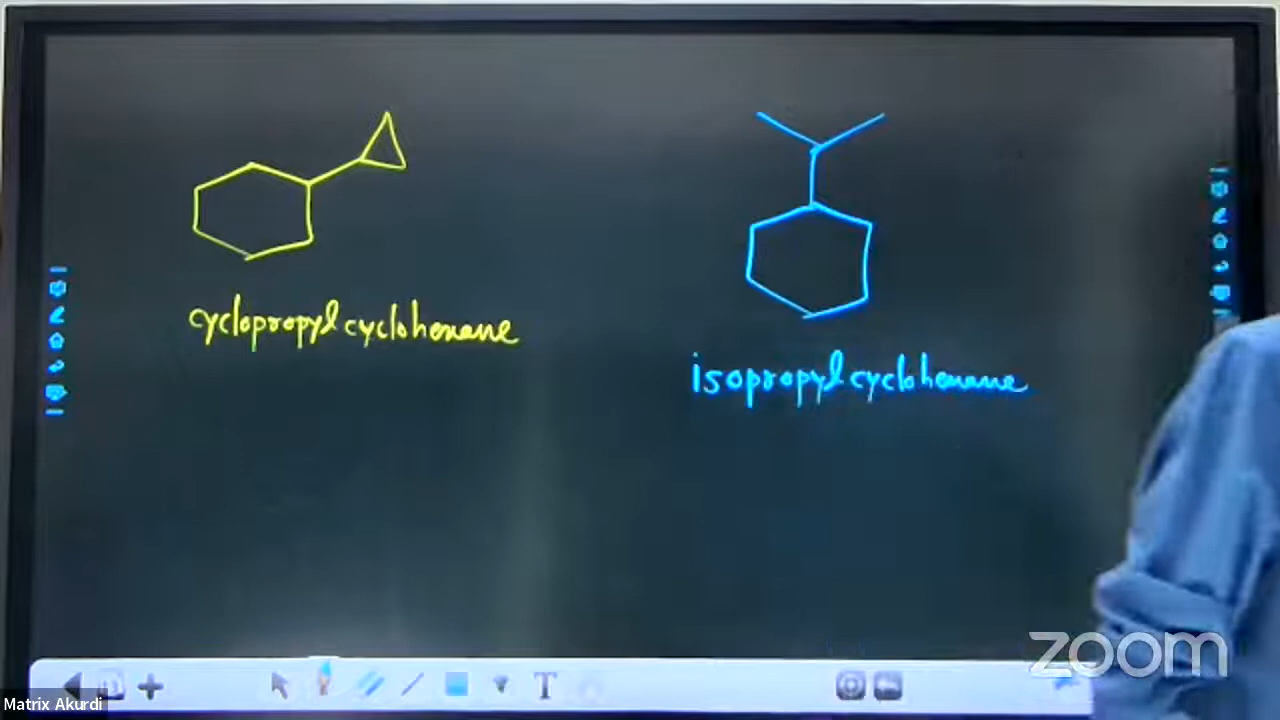 cyclopropyl cyclohexane
isopropyl cyclohexane
T
zoom
Matrix Akurdi